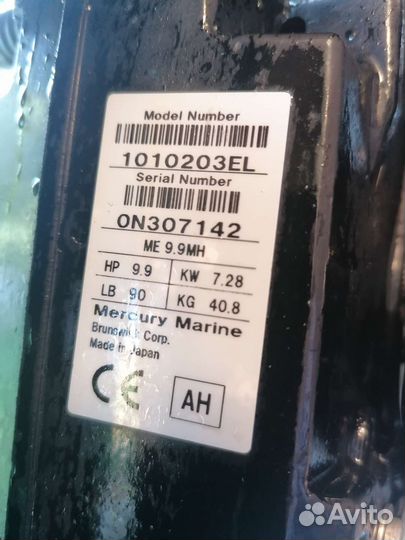 Model Number
1010203EL
Serial Number
0N307142
ME 9.9MH
HP 9.9 KW 7.28
LB 90 KG 40.8
Mercury Marine
Brunswick Corp.
Made in Japan
CE AH
Avito